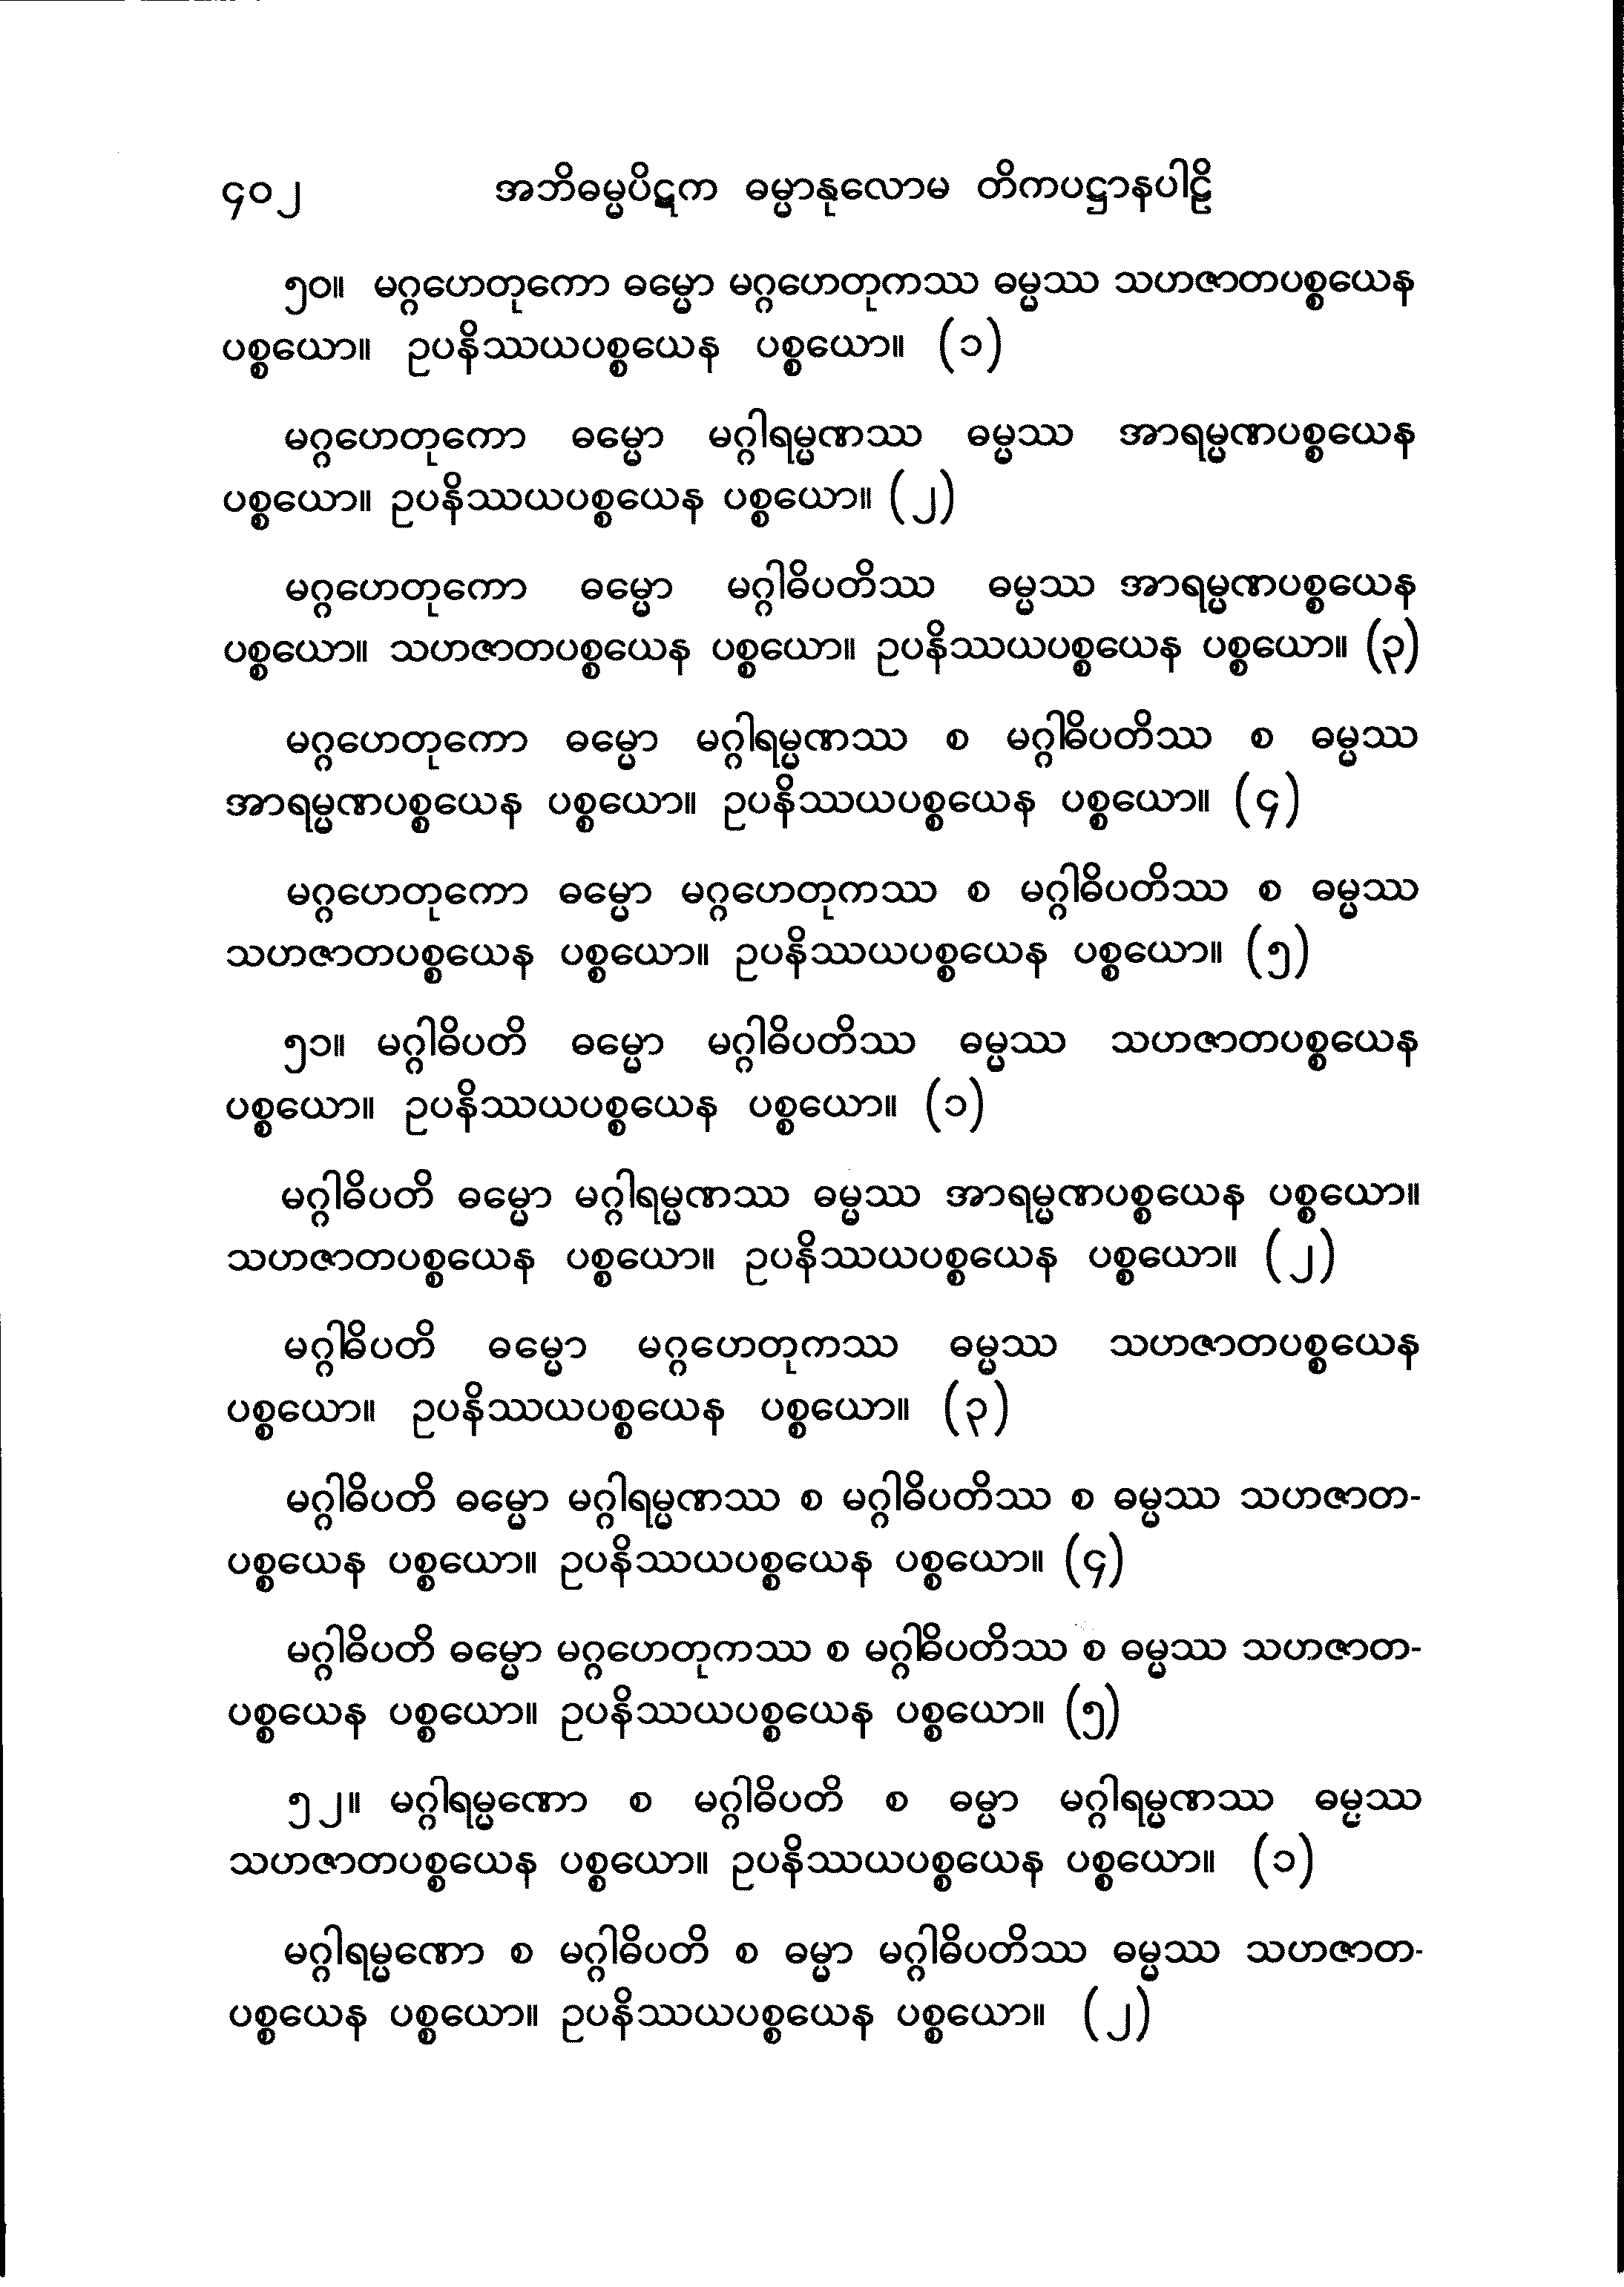 ၄၀၂ အဘိဓမ္မပိဋက ဓမ္မာနုလောမ တိကပဋ္ဌာနပါဠိ
၅၀။ မဂ္ဂဟေတုကော ဓမ္မော မဂ္ဂဟေတုကဿ ဓမ္မဿ သဟဇာတပစ္စယေန
ပစ္စယော။ ဥပနိဿယပစ္စယေန ပစ္စယော။ (၁)
မဂ္ဂဟေတုကော ဓမ္မော မဂ္ဂါရမ္မဏဿ ဓမ္မဿ အာရမ္မဏပစ္စယေန
ပစ္စယော။ ဥပနိဿယပစ္စယေန ပစ္စယော။ (၂)
မဂ္ဂဟေတုကော ဓမ္မော မဂ္ဂါဓိပတိဿ ဓမ္မဿ အာရမ္မဏပစ္စယေန
ပစ္စယော။ သဟဇာတပစ္စယေန ပစ္စယော။ ဥပနိဿယပစ္စယေန ပစ္စယော။ (၃)
မဂ္ဂဟေတုကော ဓမ္မော မဂ္ဂါရမ္မဏဿ စ မဂ္ဂါဓိပတိဿ စ ဓမ္မဿ
အာရမ္မဏပစ္စယေန ပစ္စယော။ ဥပနိဿယပစ္စယေန ပစ္စယော။ (၄)
မဂ္ဂဟေတုကော ဓမ္မော မဂ္ဂဟေတုကဿ စ မဂ္ဂါဓိပတိဿ စ ဓမ္မဿ
သဟဇာတပစ္စယေန ပစ္စယော။ ဥပနိဿယပစ္စယေန ပစ္စယော။ (၅)
၅၁။ မဂ္ဂါဓိပတိ ဓမ္မော မဂ္ဂါဓိပတိဿ ဓမ္မဿ သဟဇာတပစ္စယေန
ပစ္စယော။ ဥပနိဿယပစ္စယေန ပစ္စယော။ (၁)
မဂ္ဂါဓိပတိ ဓမ္မော မဂ္ဂါရမ္မဏဿ ဓမ္မဿ အာရမ္မဏပစ္စယေန ပစ္စယော။
သဟဇာတပစ္စယေန ပစ္စယော။ ဥပနိဿယပစ္စယေန ပစ္စယော။ (၂)
မဂ္ဂါဓိပတိ ဓမ္မော မဂ္ဂဟေတုကဿ ဓမ္မဿ သဟဇာတပစ္စယေန
ပစ္စယော။ ဥပနိဿယပစ္စယေန ပစ္စယော။ (၃)
မဂ္ဂါဓိပတိ ဓမ္မော မဂ္ဂါရမ္မဏဿ စ မဂ္ဂါဓိပတိဿ စ ဓမ္မဿ သဟဇာတ-
ပစ္စယေန ပစ္စယော။ ဥပနိဿယပစ္စယေန ပစ္စယော။ (၄)
မဂ္ဂါဓိပတိ ဓမ္မော မဂ္ဂဟေတုကဿ စ မဂ္ဂါဓိပတိဿ စ ဓမ္မဿ သဟဇာတ-
ပစ္စယေန ပစ္စယော။ ဥပနိဿယပစ္စယေန ပစ္စယော။ (၅)
၅၂။ မဂ္ဂါရမ္မဏော စ မဂ္ဂါဓိပတိ စ ဓမ္မာ မဂ္ဂါရမ္မဏဿ ဓမ္မဿ
သဟဇာတပစ္စယေန ပစ္စယော။ ဥပနိဿယပစ္စယေန ပစ္စယော။ (၁)
မဂ္ဂါရမ္မဏော စ မဂ္ဂါဓိပတိ စ ဓမ္မာ မဂ္ဂါဓိပတိဿ ဓမ္မဿ သဟဇာတ-
ပစ္စယေန ပစ္စယော။ ဥပနိဿယပစ္စယေန ပစ္စယော။ (၂)